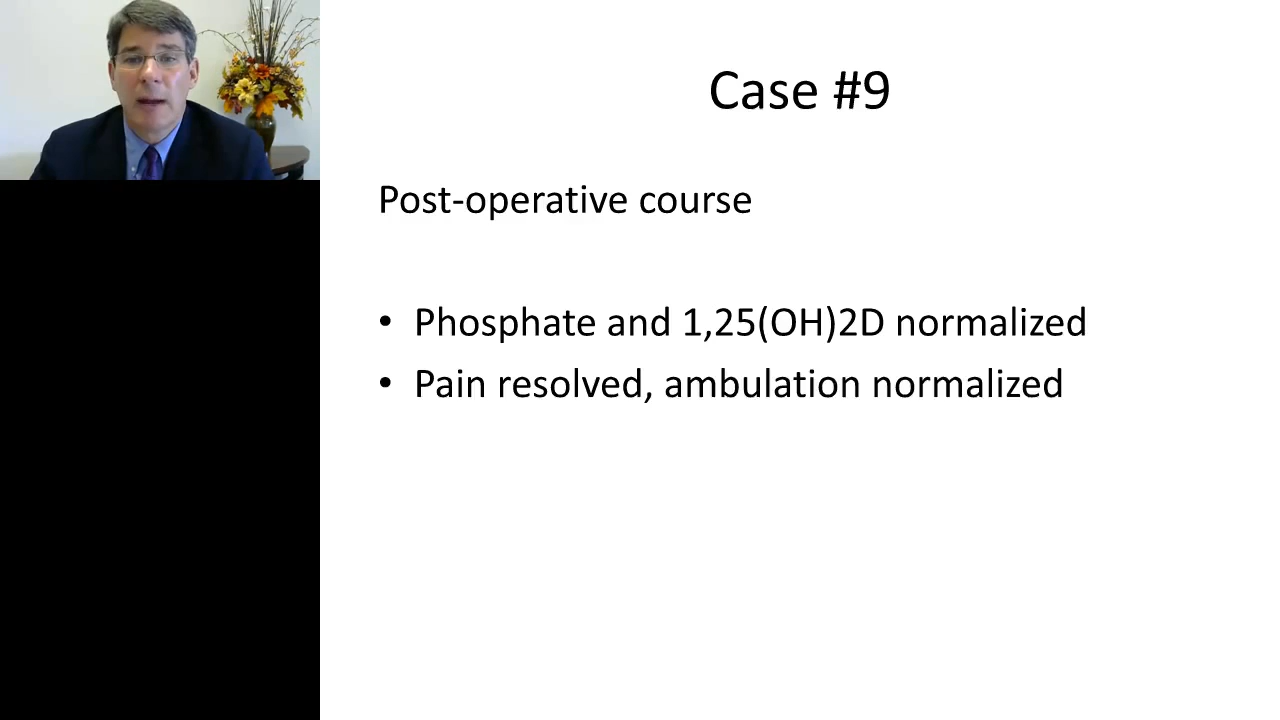 Case #9
Post-operative course
• Phosphate and 1,25(OH)2D normalized
• Pain resolved, ambulation normalized